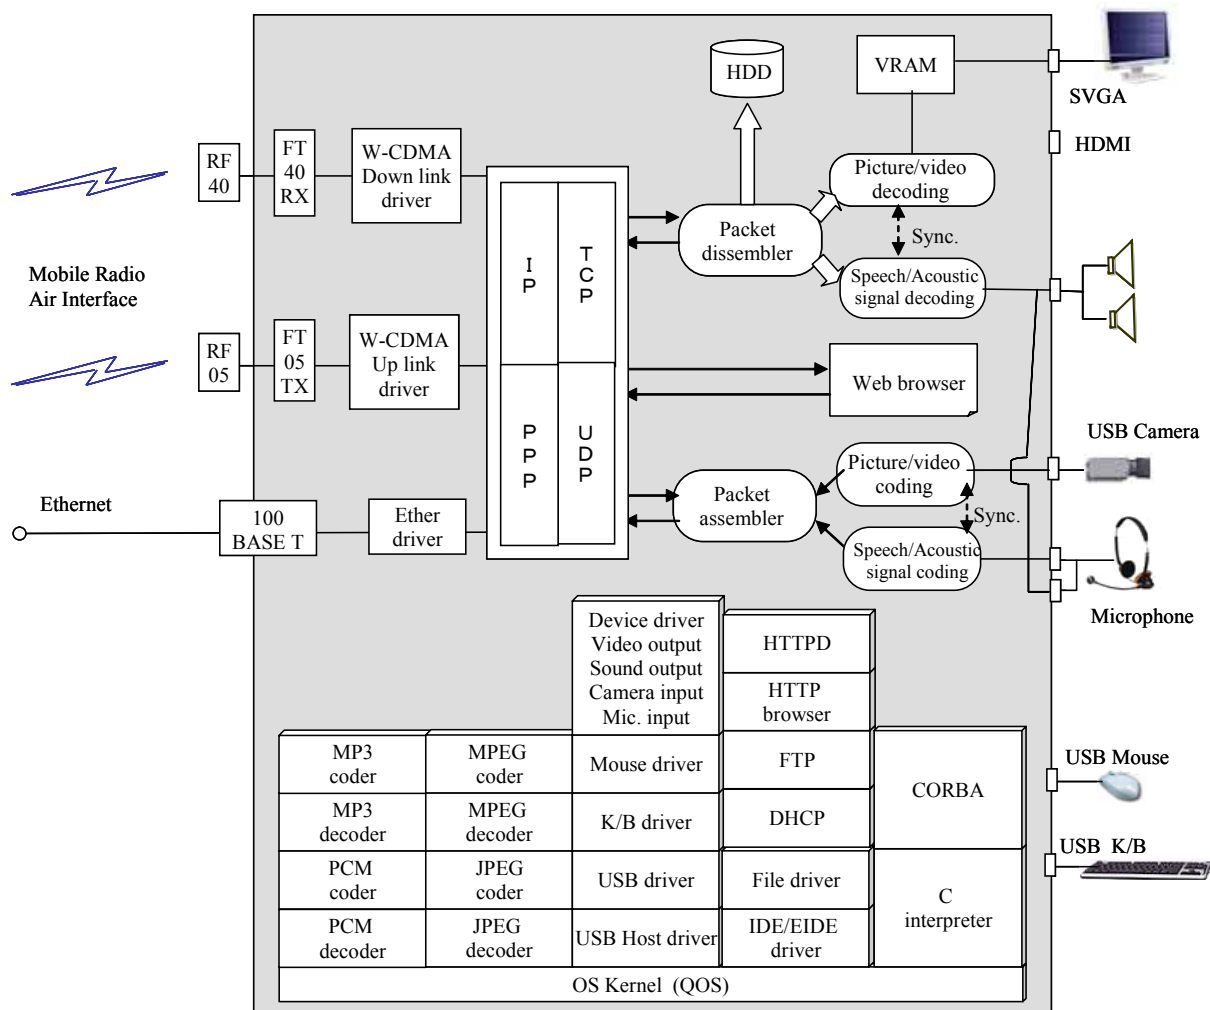 HDD
VRAM
SVGA
HDMI
RF
40
FT
40
RX
W-CDMA
Down link
driver
Picture/video
decoding
Sync.
Packet
dissembler
Speech/Acoustic
signal decoding
Mobile Radio
Air Interface
I
P
T
C
P
P
P
P
U
D
P
RF
05
FT
05
TX
W-CDMA
Up link
driver
Web browser
USB Camera
Picture/video
coding
Sync.
Packet
assembler
Speech/Acoustic
signal coding
Ethernet
100
BASE T
Ether
driver
Microphone
Device driver
Video output
Sound output
Camera input
Mic. input
HTTPD
HTTP
browser
MP3
coder
MPEG
coder
Mouse driver
FTP
CORBA
USB Mouse
MP3
decoder
MPEG
decoder
K/B driver
DHCP
USB K/B
PCM
coder
JPEG
coder
USB driver
File driver
C
interpreter
PCM
decoder
JPEG
decoder
USB Host driver
IDE/EIDE
driver
OS Kernel (QOS)